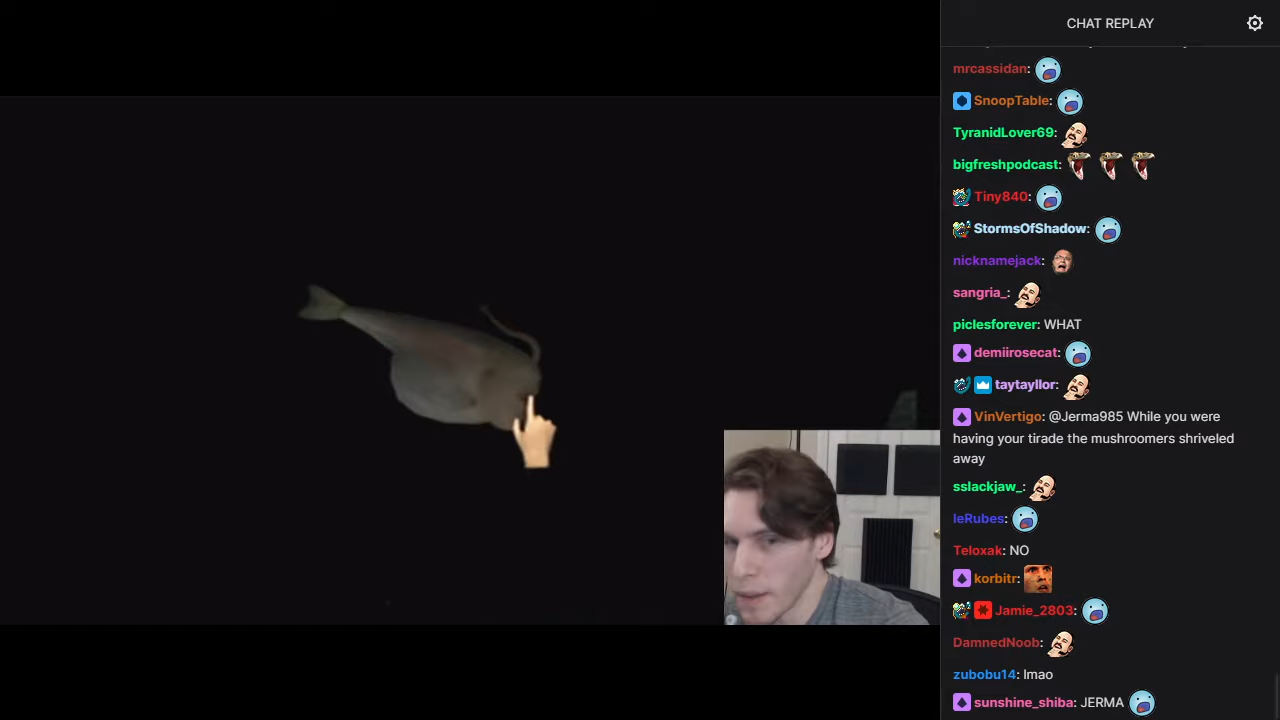 CHAT REPLAY
mrcassidan:
SnoopTable:
TyranidLover69:
bigfreshpodcast:
Tiny840:
StormsOfShadow:
nicknamejack:
sangria_:
piclesforever: WHAT
demiirosecat:
taytayllor:
VinVertigo: @Jerma985 While you were
having your tirade the mushroomers shriveled
away
sslackjaw_:
leRubes:
Teloxak: NO
korbitr:
Jamie_2803:
DamnedNoob:
zubobu14: lmao
sunshine_shiba: JERMA